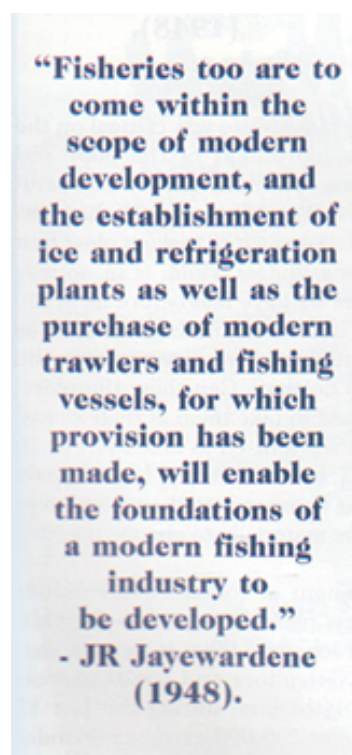 “Fisheries too are to
come within the
scope of modern
development, and
the establishment of
ice and refrigeration
plants as well as the
purchase of modern
trawlers and fishing
vessels, for which
provision has been
made, will enable
the foundations of
a modern fishing
industry to
be developed.”
- JR Jayewardene
(1948).